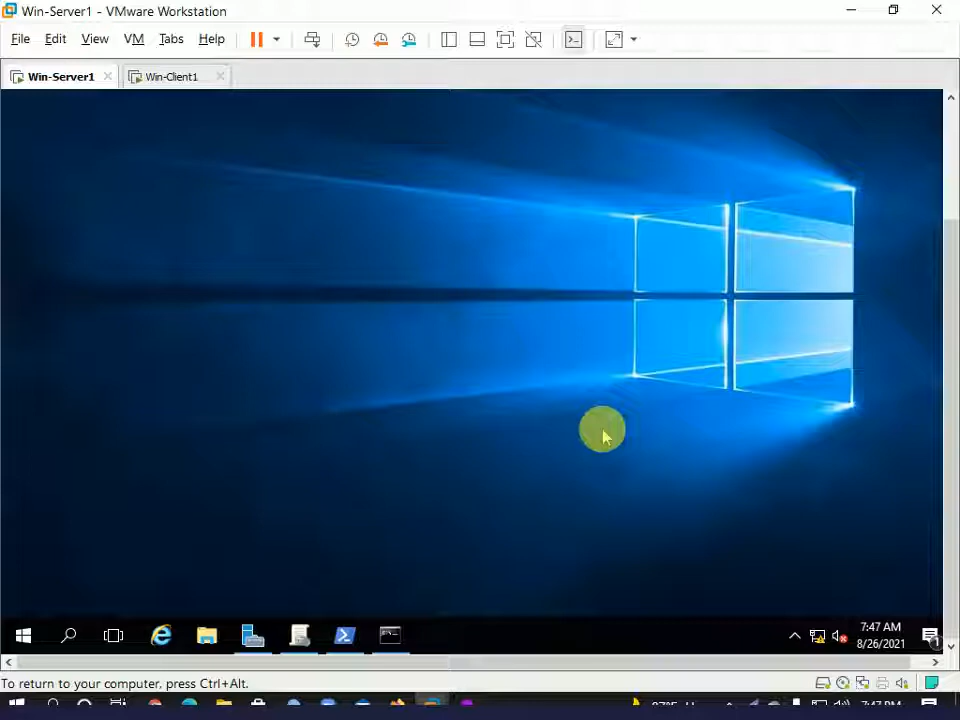 Win-Server1 - VMware Workstation
File Edit View VM Tabs Help
Win-Server1 Win-Client1
7:47 AM
8/26/2021
1
To return to your computer, press Ctrl+Alt.